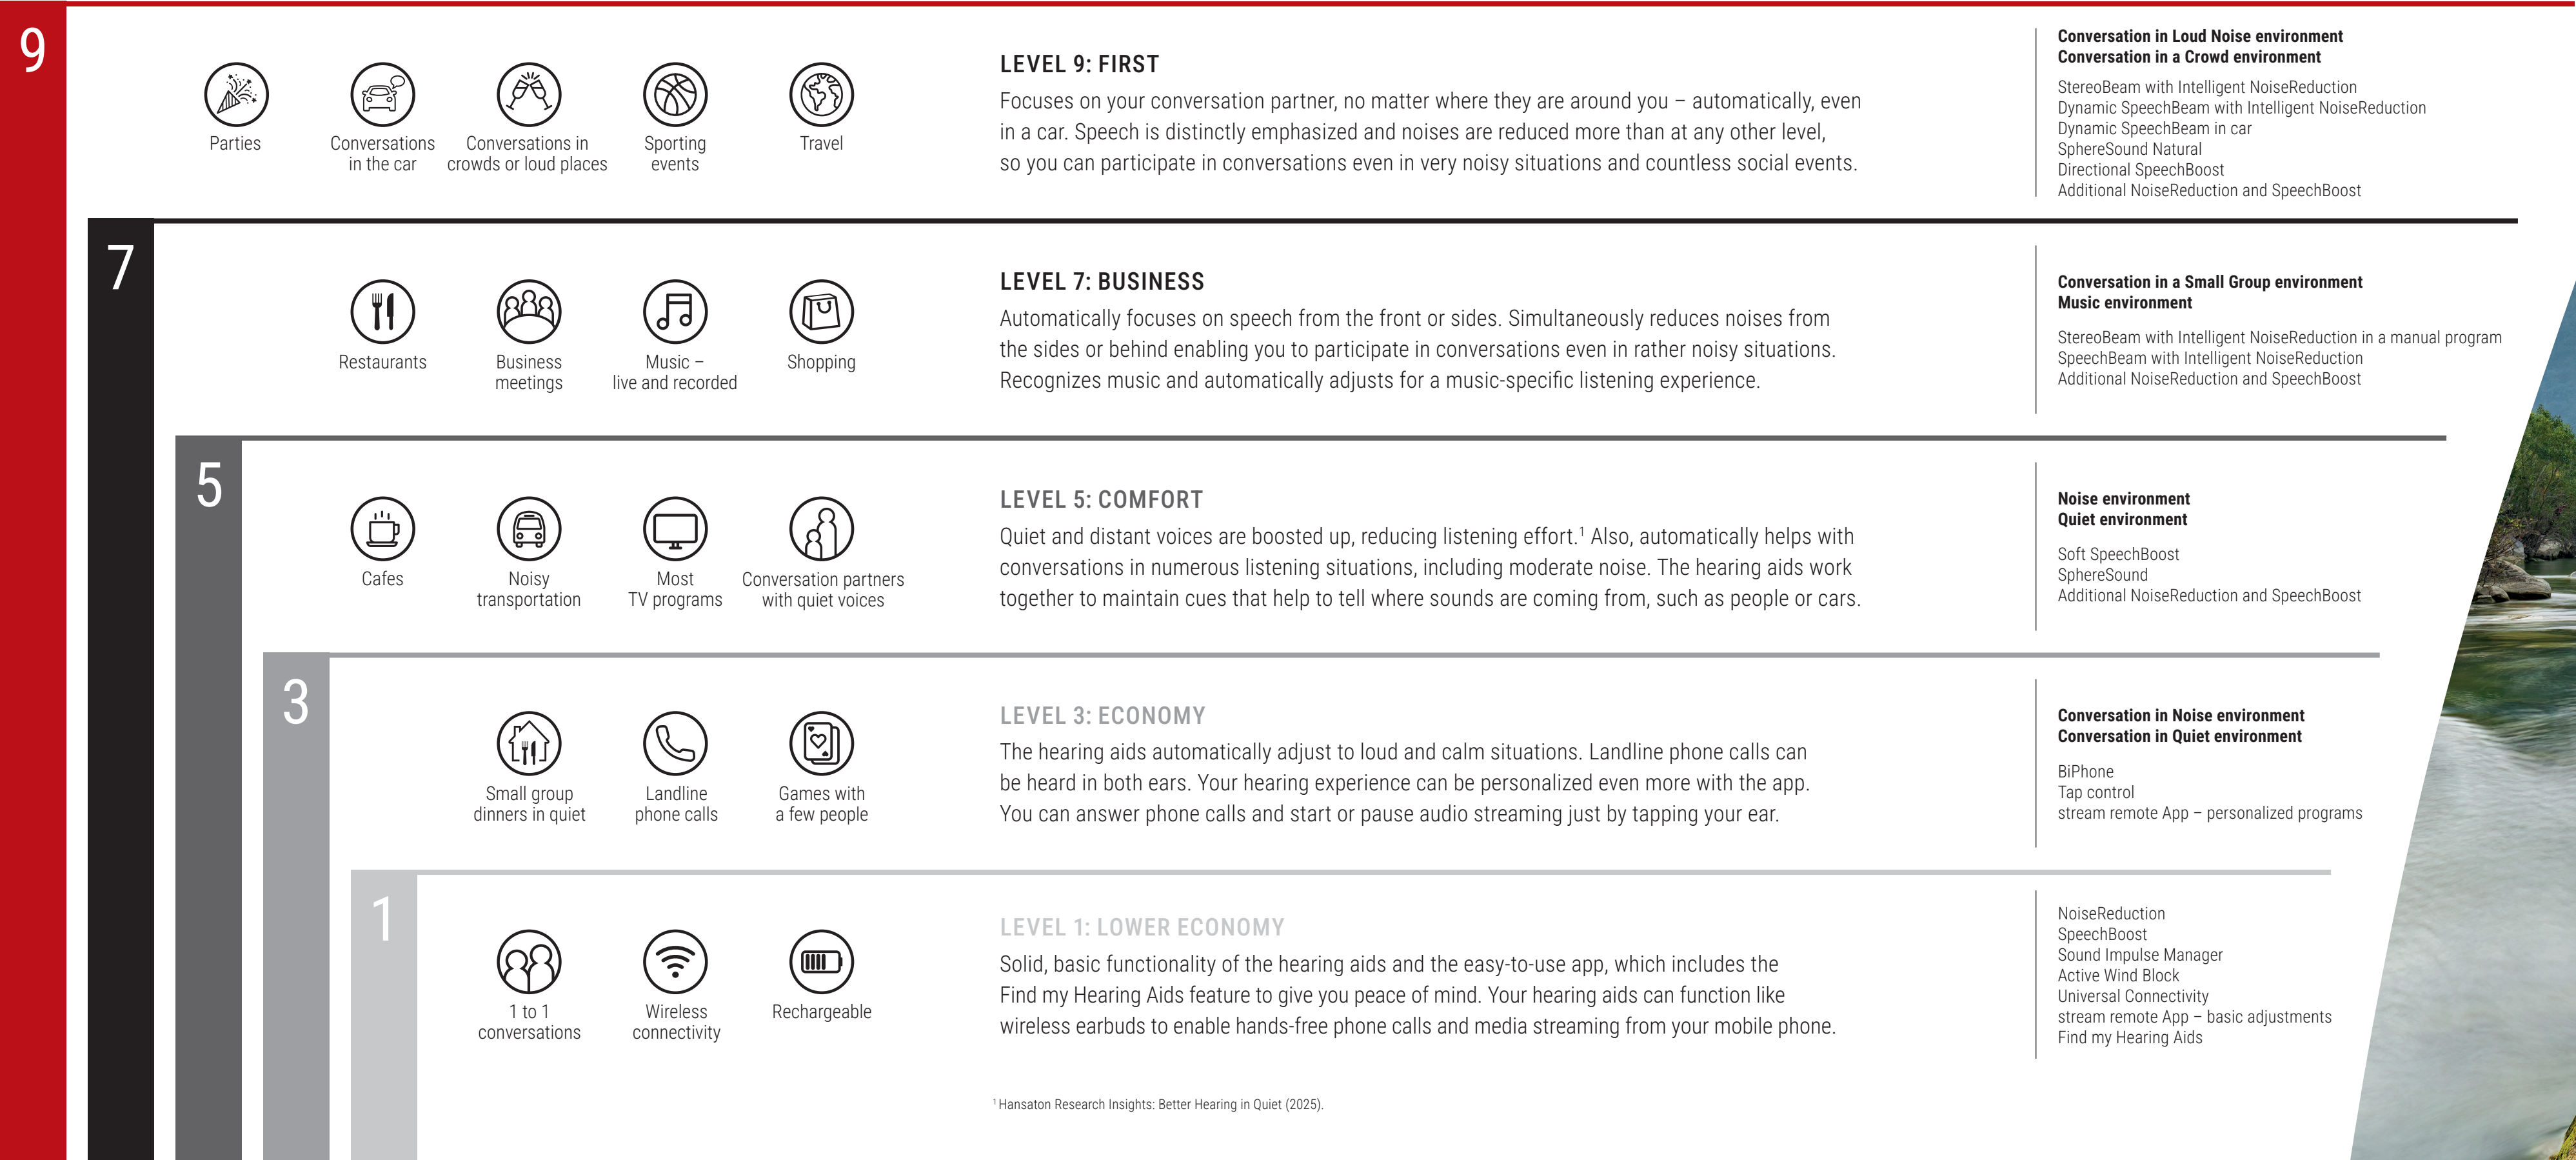 9
Parties
Conversations
in the car
Conversations in
crowds or loud places
Sporting
events
Travel
LEVEL 9: FIRST
Focuses on your conversation partner, no matter where they are around you – automatically, even
in a car. Speech is distinctly emphasized and noises are reduced more than at any other level,
so you can participate in conversations even in very noisy situations and countless social events.
Conversation in Loud Noise environment
Conversation in a Crowd environment
StereoBeam with Intelligent NoiseReduction
Dynamic SpeechBeam with Intelligent NoiseReduction
Dynamic SpeechBeam in car
SphereSound Natural
Directional SpeechBoost
Additional NoiseReduction and SpeechBoost
7
Restaurants
Business
meetings
Music –
live and recorded
Shopping
LEVEL 7: BUSINESS
Automatically focuses on speech from the front or sides. Simultaneously reduces noises from
the sides or behind enabling you to participate in conversations even in rather noisy situations.
Recognizes music and automatically adjusts for a music-specific listening experience.
Conversation in a Small Group environment
Music environment
StereoBeam with Intelligent NoiseReduction in a manual program
SpeechBeam with Intelligent NoiseReduction
Additional NoiseReduction and SpeechBoost
5
Cafes
Noisy
transportation
Most
TV programs
Conversation partners
with quiet voices
LEVEL 5: COMFORT
Quiet and distant voices are boosted up, reducing listening effort.¹ Also, automatically helps with
conversations in numerous listening situations, including moderate noise. The hearing aids work
together to maintain cues that help to tell where sounds are coming from, such as people or cars.
Noise environment
Quiet environment
Soft SpeechBoost
SphereSound
Additional NoiseReduction and SpeechBoost
3
Small group
dinners in quiet
Landline
phone calls
Games with
a few people
LEVEL 3: ECONOMY
The hearing aids automatically adjust to loud and calm situations. Landline phone calls can
be heard in both ears. Your hearing experience can be personalized even more with the app.
You can answer phone calls and start or pause audio streaming just by tapping your ear.
Conversation in Noise environment
Conversation in Quiet environment
BiPhone
Tap control
stream remote App – personalized programs
1
1 to 1
conversations
Wireless
connectivity
Rechargeable
LEVEL 1: LOWER ECONOMY
Solid, basic functionality of the hearing aids and the easy-to-use app, which includes the
Find my Hearing Aids feature to give you peace of mind. Your hearing aids can function like
wireless earbuds to enable hands-free phone calls and media streaming from your mobile phone.
NoiseReduction
SpeechBoost
Sound Impulse Manager
Active Wind Block
Universal Connectivity
stream remote App – basic adjustments
Find my Hearing Aids
¹ Hansaton Research Insights: Better Hearing in Quiet (2025).